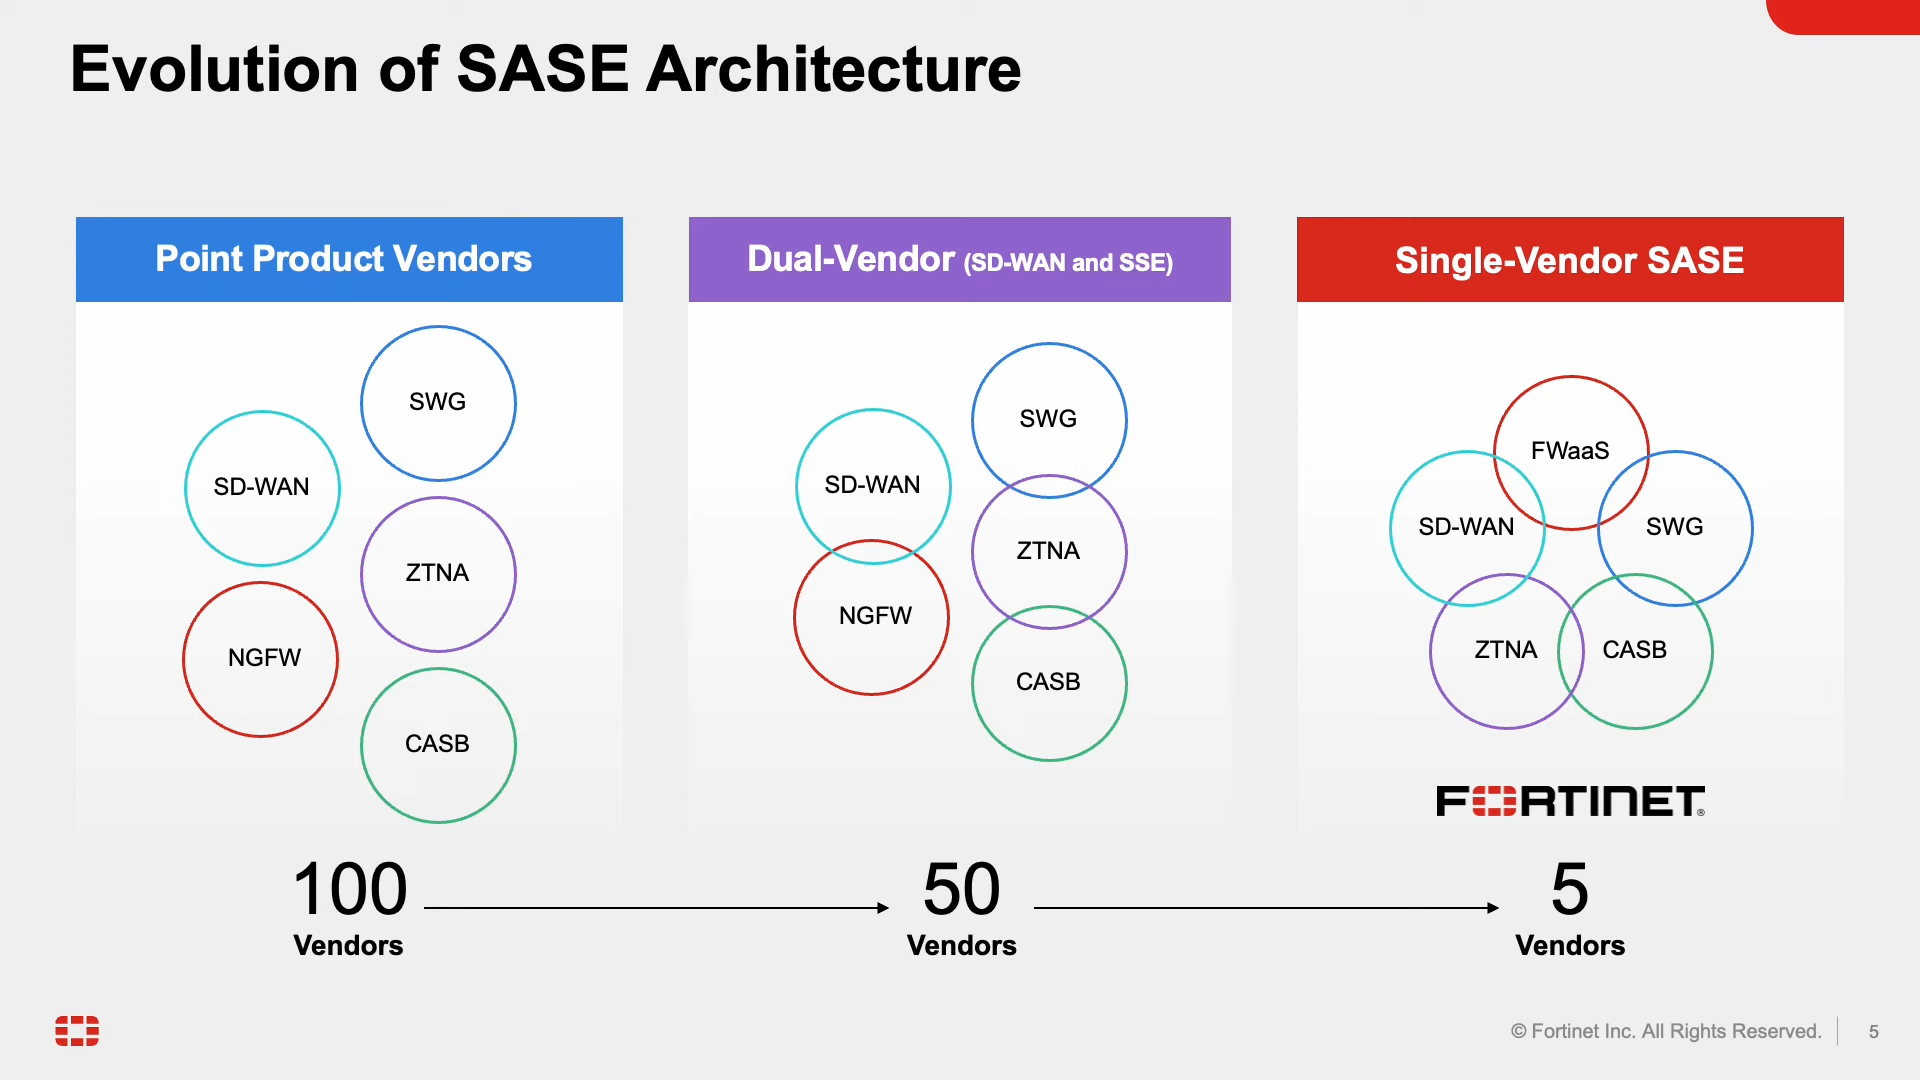 Evolution of SASE Architecture
Point Product Vendors
SWG
SD-WAN
ZTNA
NGFW
CASB
Dual-Vendor (SD-WAN and SSE)
SWG
SD-WAN
ZTNA
NGFW
CASB
Single-Vendor SASE
FWaaS
SD-WAN
SWG
ZTNA
CASB
FORTINET®
100
Vendors
50
Vendors
5
Vendors
© Fortinet Inc. All Rights Reserved.
5